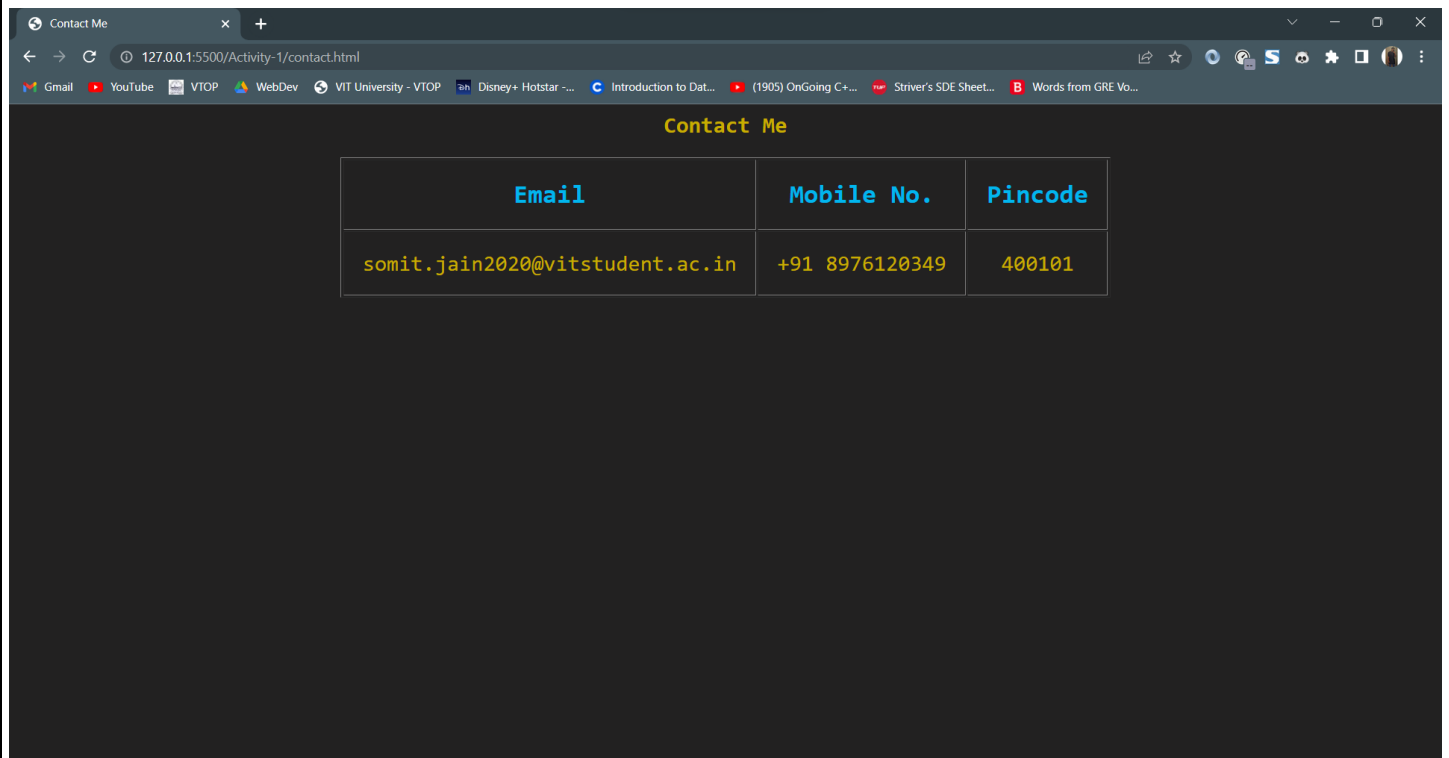 Contact Me
127.0.0.1:5500/Activity-1/contact.html
Gmail YouTube VTOP WebDev VIT University - VTOP Disney+ Hotstar -... Introduction to Dat... (1905) OnGoing C+... Striver's SDE Sheet... Words from GRE Vo...
Contact Me
Email Mobile No. Pincode
somit.jain2020@vitstudent.ac.in +91 8976120349 400101